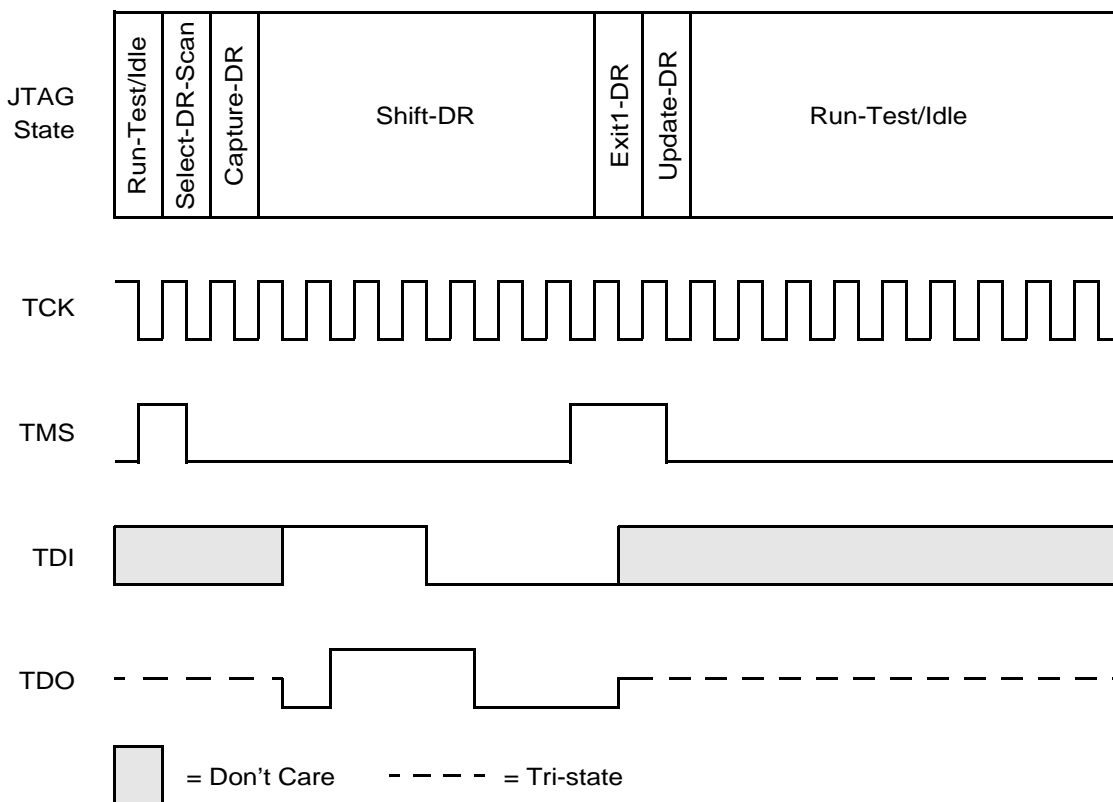 JTAG
State
Run-Test/Idle
Select-DR-Scan
Capture-DR
Shift-DR
Exit1-DR
Update-DR
Run-Test/Idle
TCK
TMS
TDI
TDO
= Don't Care
= Tri-state